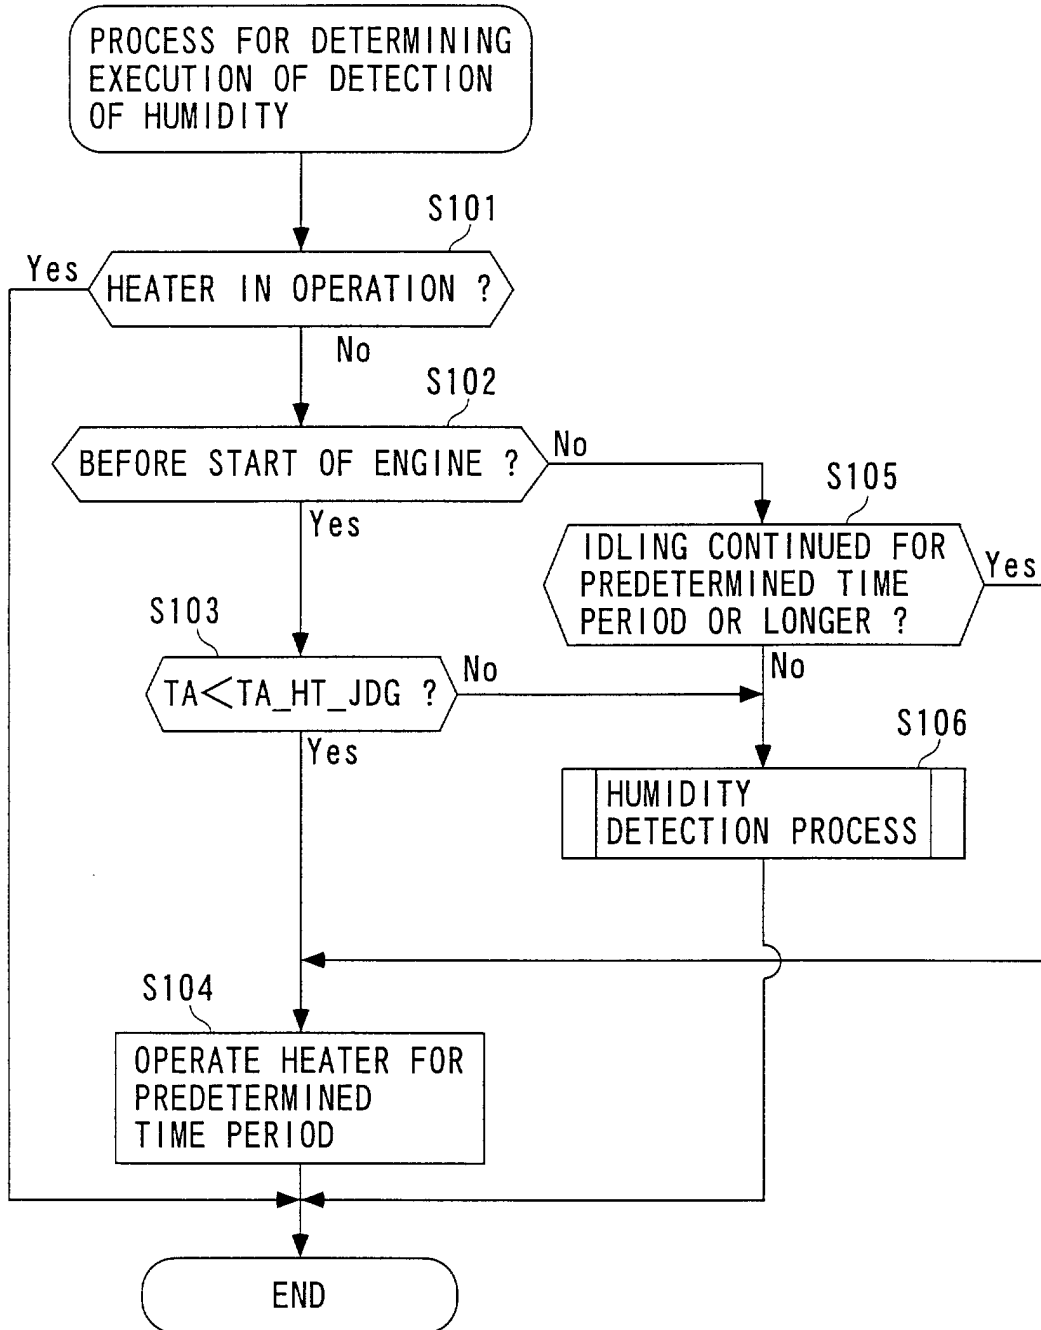 PROCESS FOR DETERMINING
EXECUTION OF DETECTION
OF HUMIDITY
S101
Yes
HEATER IN OPERATION ?
No
S102
BEFORE START OF ENGINE ?
No
Yes
S105
IDLING CONTINUED FOR
PREDETERMINED TIME
PERIOD OR LONGER ?
Yes
No
S103
TA<TA_HT_JDG ?
No
Yes
S106
HUMIDITY
DETECTION PROCESS
S104
OPERATE HEATER FOR
PREDETERMINED
TIME PERIOD
END